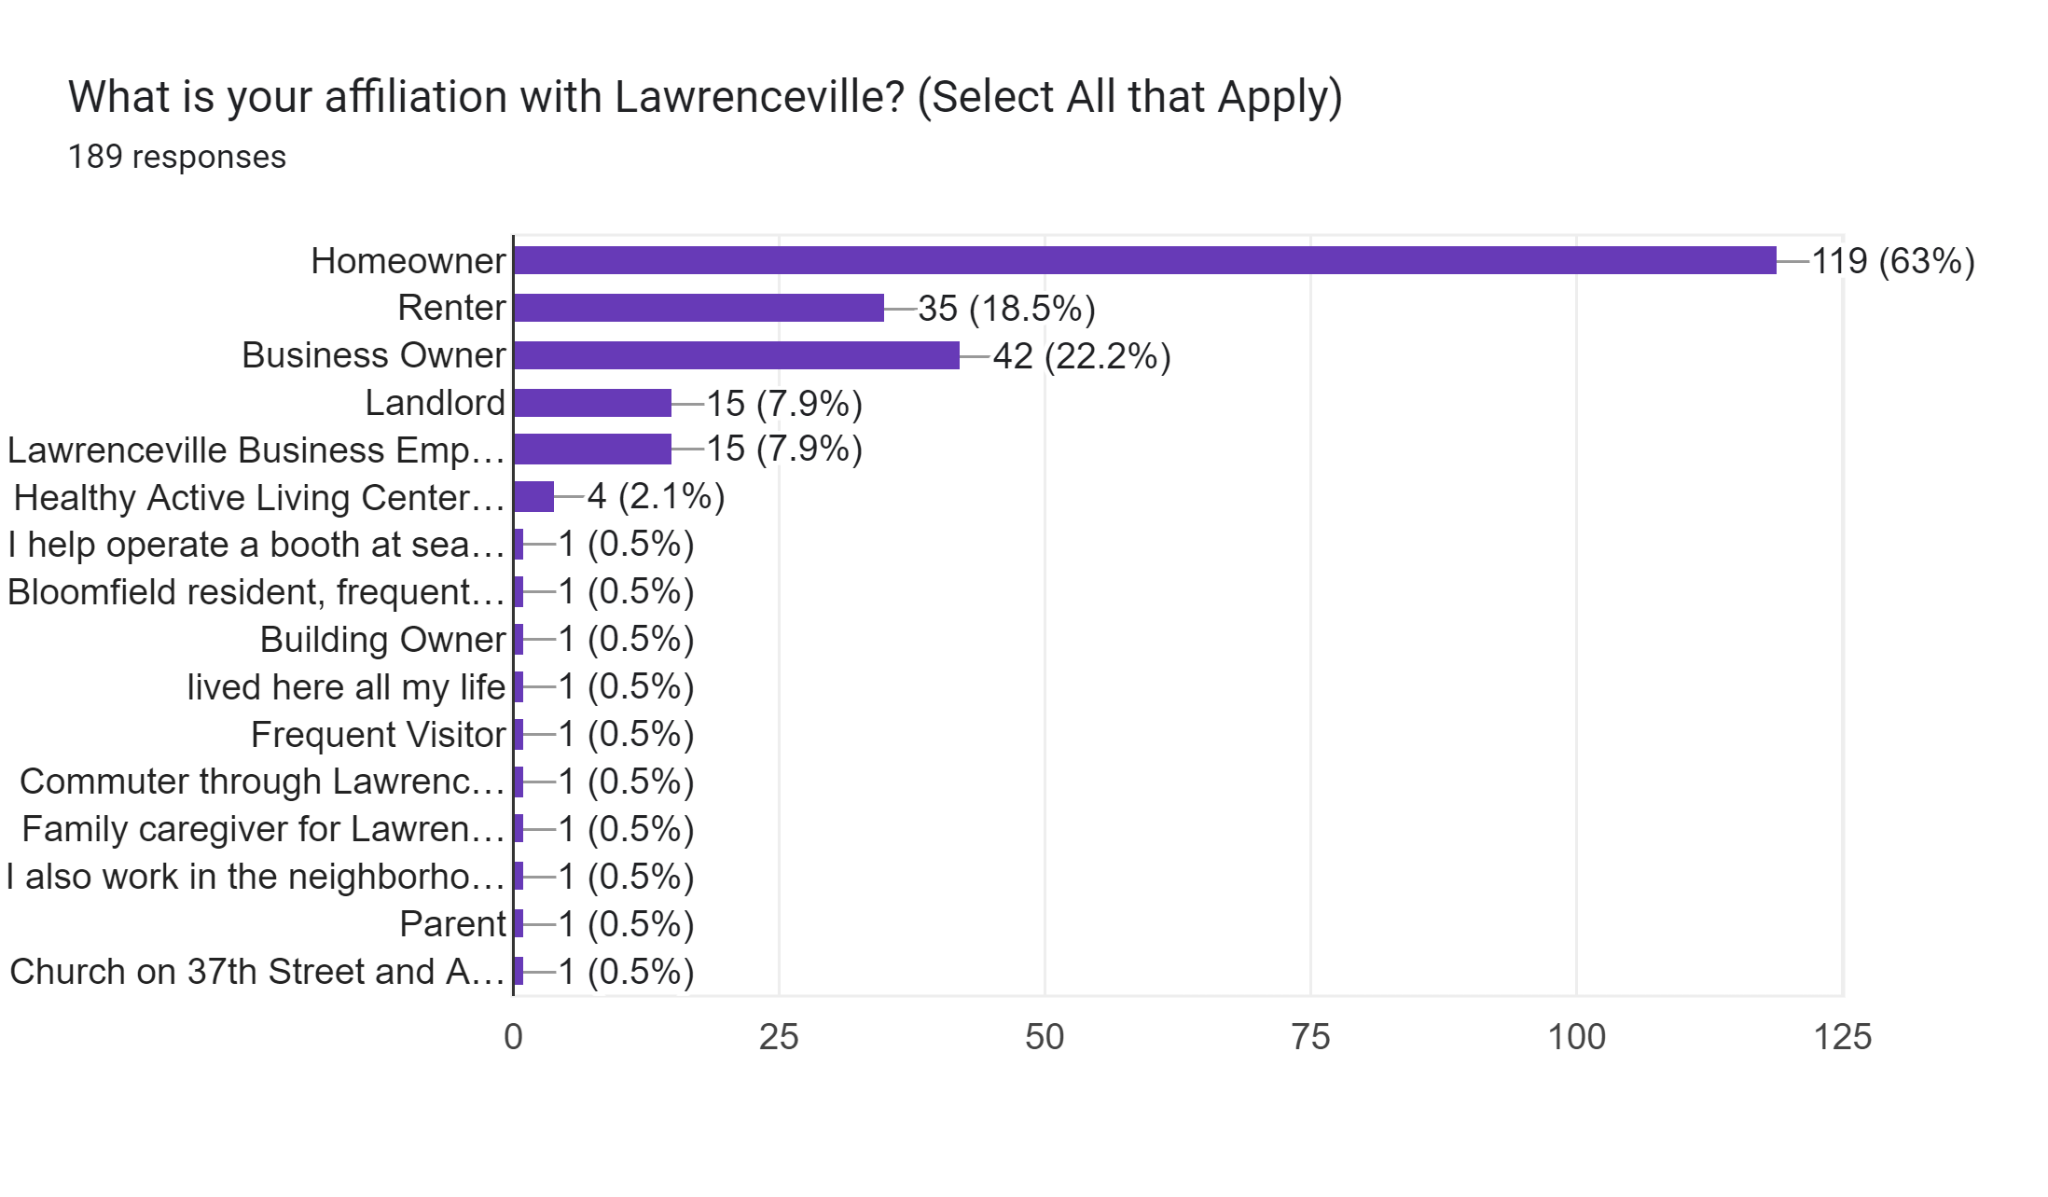 What is your affiliation with Lawrenceville? (Select All that Apply)
189 responses
Homeowner 119 (63%)
Renter 35 (18.5%)
Business Owner 42 (22.2%)
Landlord 15 (7.9%)
Lawrenceville Business Emp… 15 (7.9%)
Healthy Active Living Center… 4 (2.1%)
I help operate a booth at sea… 1 (0.5%)
Bloomfield resident, frequent… 1 (0.5%)
Building Owner 1 (0.5%)
lived here all my life 1 (0.5%)
Frequent Visitor 1 (0.5%)
Commuter through Lawrenc… 1 (0.5%)
Family caregiver for Lawren… 1 (0.5%)
I also work in the neighborho… 1 (0.5%)
Parent 1 (0.5%)
Church on 37th Street and A… 1 (0.5%)
0 25 50 75 100 125